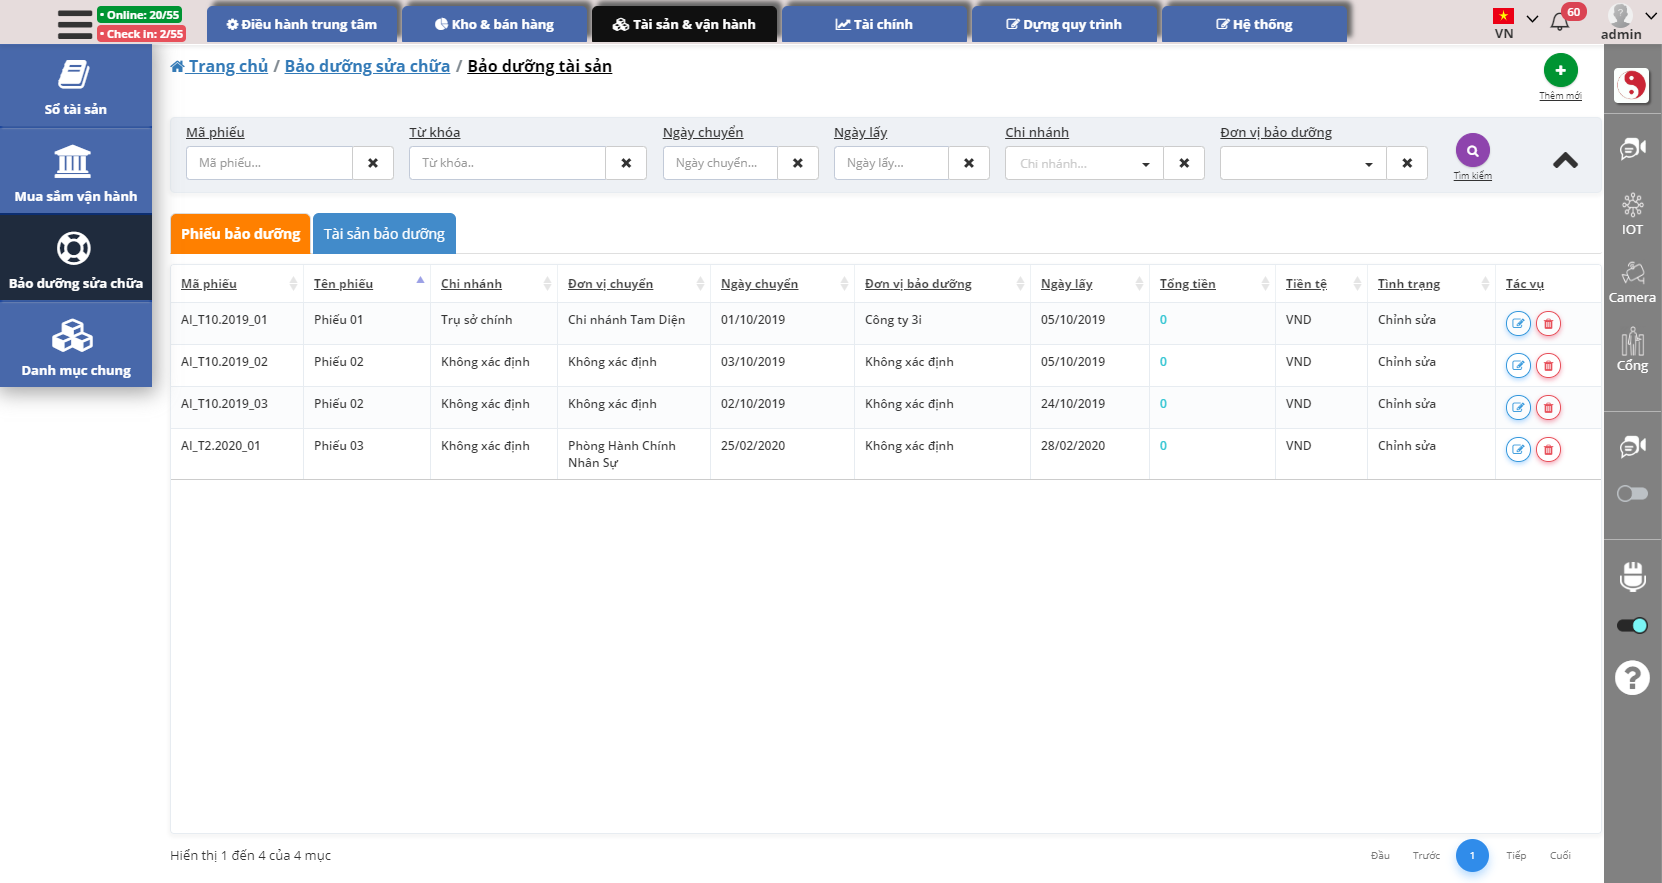 • Online: 20/55
• Check in: 2/55
Điều hành trung tâm
Kho & bán hàng
Tài sản & vận hành
Tài chính
Dựng quy trình
Hệ thống
VN
60
admin
Sổ tài sản
Mua sắm vận hành
Bảo dưỡng sửa chữa
Danh mục chung
Trang chủ / Bảo dưỡng sửa chữa / Bảo dưỡng tài sản
Thêm mới
Mã phiếu Từ khóa Ngày chuyển Ngày lấy Chi nhánh Đơn vị bảo dưỡng
Mã phiếu... Từ khóa.. Ngày chuyển... Ngày lấy... Chi nhánh...
Tìm kiếm
Phiếu bảo dưỡng Tài sản bảo dưỡng
Mã phiếu Tên phiếu Chi nhánh Đơn vị chuyển Ngày chuyển Đơn vị bảo dưỡng Ngày lấy Tổng tiền Tiền tệ Tình trạng Tác vụ
AI_T10.2019_01 Phiếu 01 Trụ sở chính Chi nhánh Tam Diện 01/10/2019 Công ty 3i 05/10/2019 0 VND Chỉnh sửa
AI_T10.2019_02 Phiếu 02 Không xác định Không xác định 03/10/2019 Không xác định 05/10/2019 0 VND Chỉnh sửa
AI_T10.2019_03 Phiếu 02 Không xác định Không xác định 02/10/2019 Không xác định 24/10/2019 0 VND Chỉnh sửa
AI_T2.2020_01 Phiếu 03 Không xác định Phòng Hành Chính 25/02/2020 Không xác định 28/02/2020 0 VND Chỉnh sửa
Nhân Sự
Hiển thị 1 đến 4 của 4 mục
Đầu Trước 1 Tiếp Cuối
IOT
Camera
Cổng